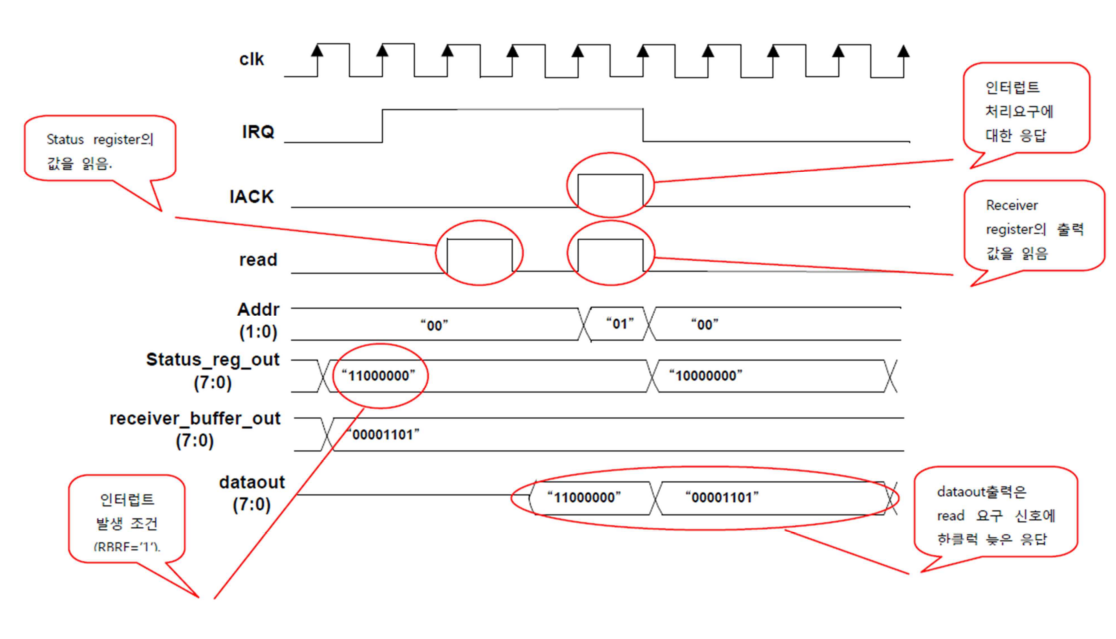 clk
IRQ
IACK
read
Addr
(1:0)
"00"
"01"
"00"
Status_reg_out
(7:0)
"11000000"
"10000000"
receiver_buffer_out
(7:0)
"00001101"
dataout
(7:0)
"11000000"
"00001101"
Status register의
값을 읽음.
인터럽트
처리요구에
대한 응답
Receiver
register의 출력
값을 읽음
인터럽트
발생 조건
(RBRF='1').
dataout출력은
read 요구 신호에
한클럭 늦은 응답